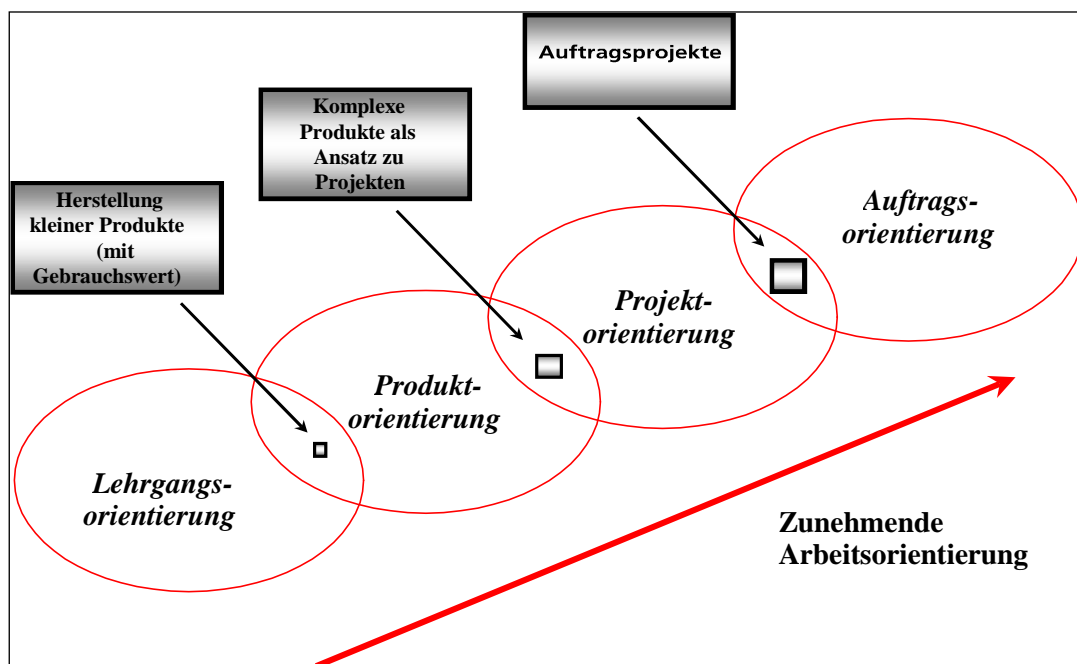 Auftragsprojekte
Komplexe
Produkte als
Ansatz zu
Projekten
Herstellung
kleiner Produkte
(mit
Gebrauchswert)
Auftrags-
orientierung
Projekt-
orientierung
Produkt-
orientierung
Lehrgangs-
orientierung
Zunehmende
Arbeitsorientierung